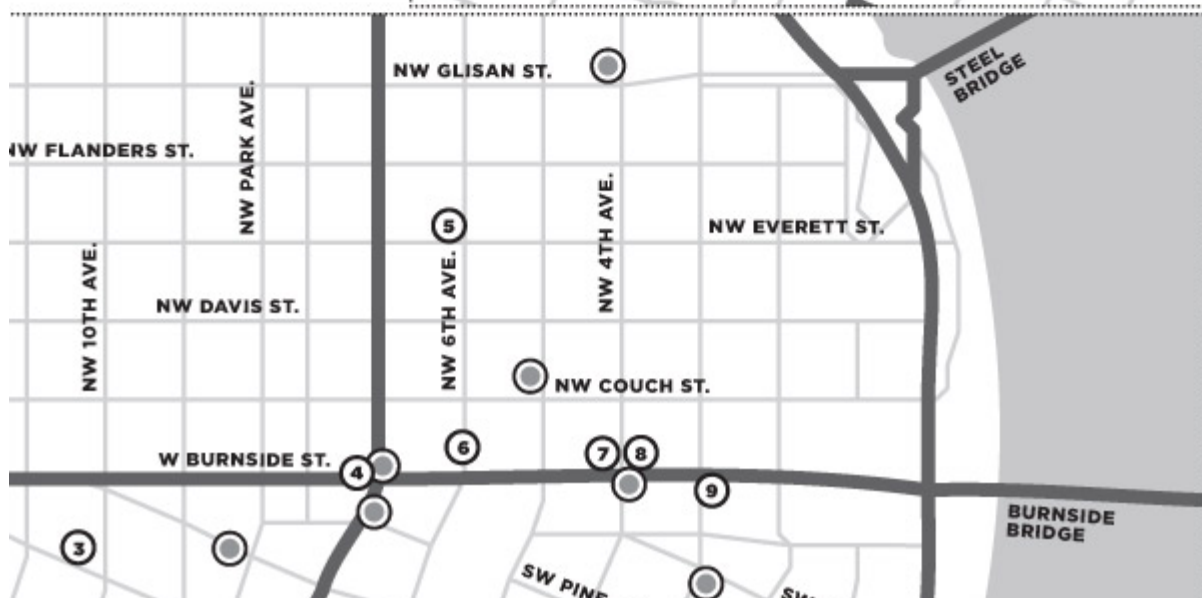 NW GLISAN ST.
STEEL
BRIDGE
NW FLANDERS ST.
NW PARK AVE.
NW 4TH AVE.
5
NW EVERETT ST.
NW 10TH AVE.
NW 6TH AVE.
NW DAVIS ST.
NW COUCH ST.
W BURNSIDE ST.
4
6
7
8
9
BURNSIDE
BRIDGE
3
SW PINE
SW